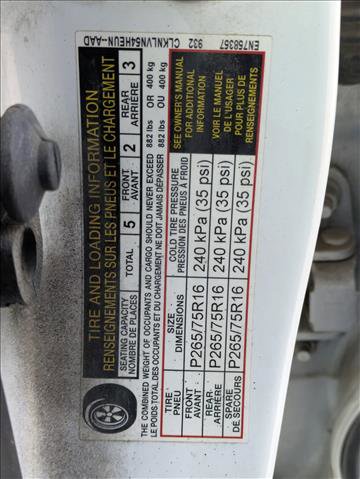 TIRE AND LOADING INFORMATION
RENSEIGNEMENTS SUR LES PNEUS ET LE CHARGEMENT
SEATING CAPACITY
NOMBRE DE PLACES
TOTAL 5
FRONT
AVANT
2
REAR
ARRIÈRE
3
THE COMBINED WEIGHT OF OCCUPANTS AND CARGO SHOULD NEVER EXCEED 882 lbs OR 400 kg
LE POIDS TOTAL DES OCCUPANTS ET DU CHARGEMENT NE DOIT JAMAIS DÉPASSER 882 lbs OU 400 kg
TIRE
PNEU
SIZE
DIMENSIONS
COLD TIRE PRESSURE
PRESSION DES PNEUS À FROID
SEE OWNER'S MANUAL
FOR ADDITIONAL
INFORMATION
FRONT
AVANT
P265/75R16 240 kPa (35 psi)
REAR
ARRIÈRE
P265/75R16 240 kPa (35 psi)
SPARE
DE SECOURS
P265/75R16 240 kPa (35 psi)
VOIR LE MANUEL
DE L'USAGER
POUR PLUS DE
RENSEIGNEMENTS
EN758357 932 CLKNLVN54HEUN--AAD